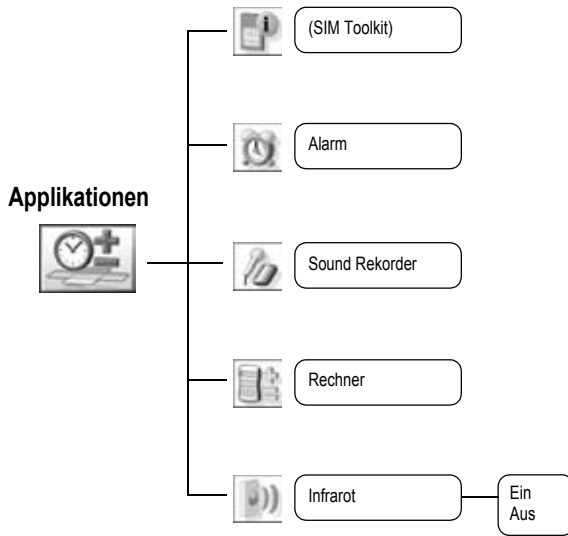 (SIM Toolkit)
Alarm
Applikationen
Sound Rekorder
Rechner
Infrarot
Ein
Aus